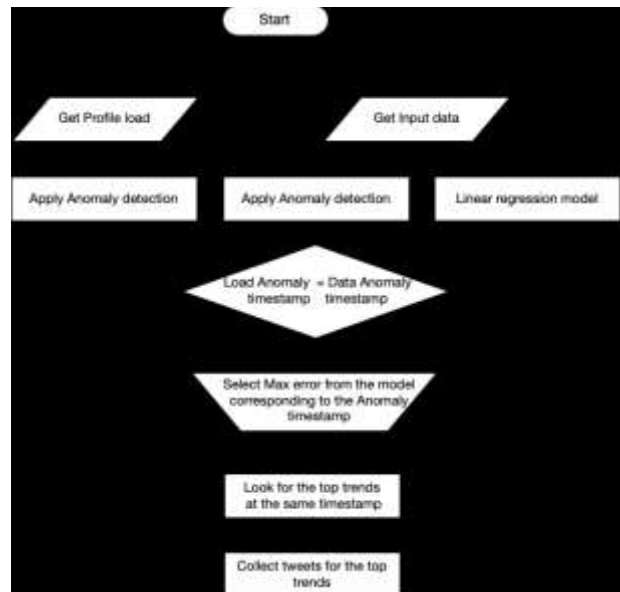 Start
Get Profile load
Get Input data
Apply Anomaly detection
Apply Anomaly detection
Linear regression model
Load Anomaly = Data Anomaly
timestamp timestamp
Select Max error from the model
corresponding to the Anomaly
timestamp
Look for the top trends
at the same timestamp
Collect tweets for the top
trends